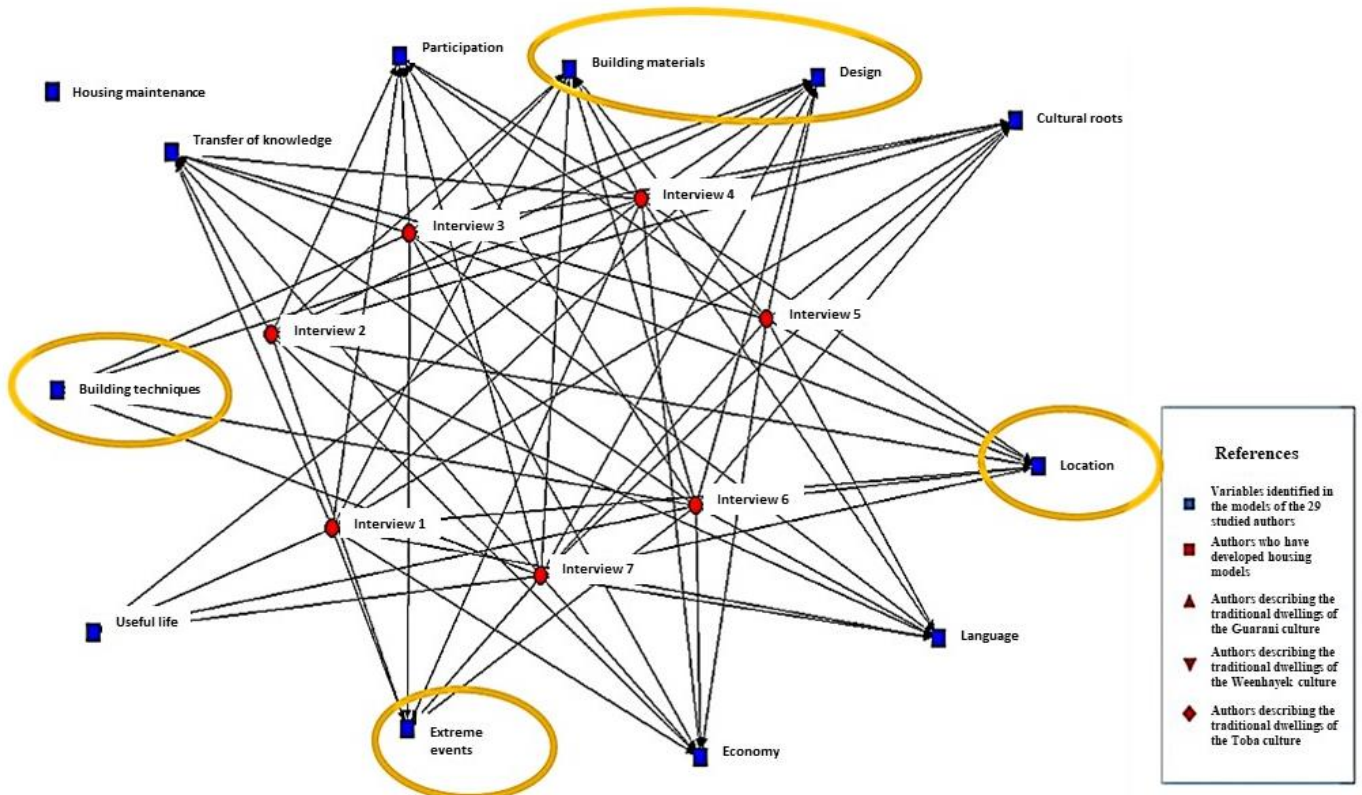 Participation
Building materials
Design
Housing maintenance
Cultural roots
Transfer of knowledge
Interview 4
Interview 3
Interview 5
Interview 2
Building techniques
Location
Interview 6
Interview 1
Interview 7
Useful life
Language
Extreme
events
Economy
References
Variables identified in
the models of the 29
studied authors
Authors who have
developed housing
models
Authors describing the
traditional dwellings of
the Guarani culture
Authors describing the
traditional dwellings of
the Weenhayek culture
Authors describing the
traditional dwellings of
the Toba culture